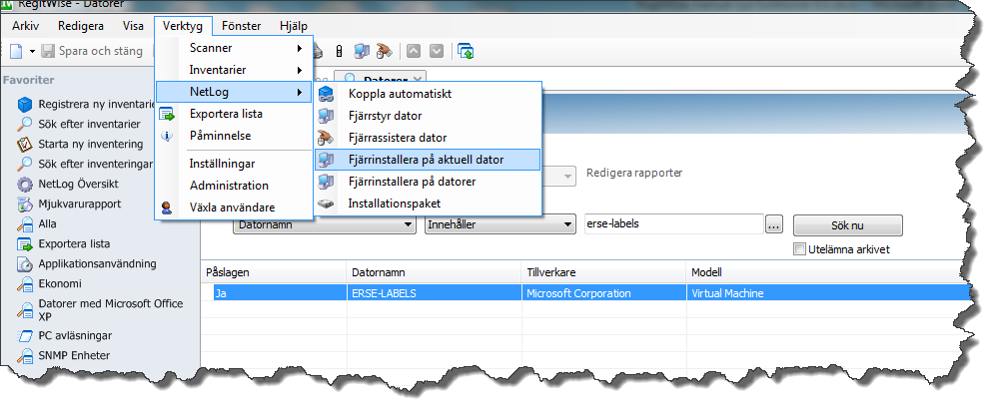 RegitWise - Datorer
Arkiv Redigera Visa Verktyg Fönster Hjälp
Spara och stäng
Scanner
Inventarier
NetLog
Exportera lista
Påminnelse
Inställningar
Administration
Växla användare
Koppla automatiskt
Fjärrstyr dator
Fjärrassistera dator
Fjärrinstallera på aktuell dator
Fjärrinstallera på datorer
Installationspaket
Favoriter
Registrera ny inventarie
Sök efter inventarier
Starta ny inventering
Sök efter inventeringar
NetLog Översikt
Mjukvarurapport
Alla
Exportera lista
Applikationsanvändning
Ekonomi
Datorer med Microsoft Office
XP
PC avläsningar
SNMP Enheter
Datorer
Redigera rapporter
Datornamn Innehåller erse-labels ... Sök nu
Utelämna arkivet
Påslagen Datornamn Tillverkare Modell
Ja ERSE-LABELS Microsoft Corporation Virtual Machine